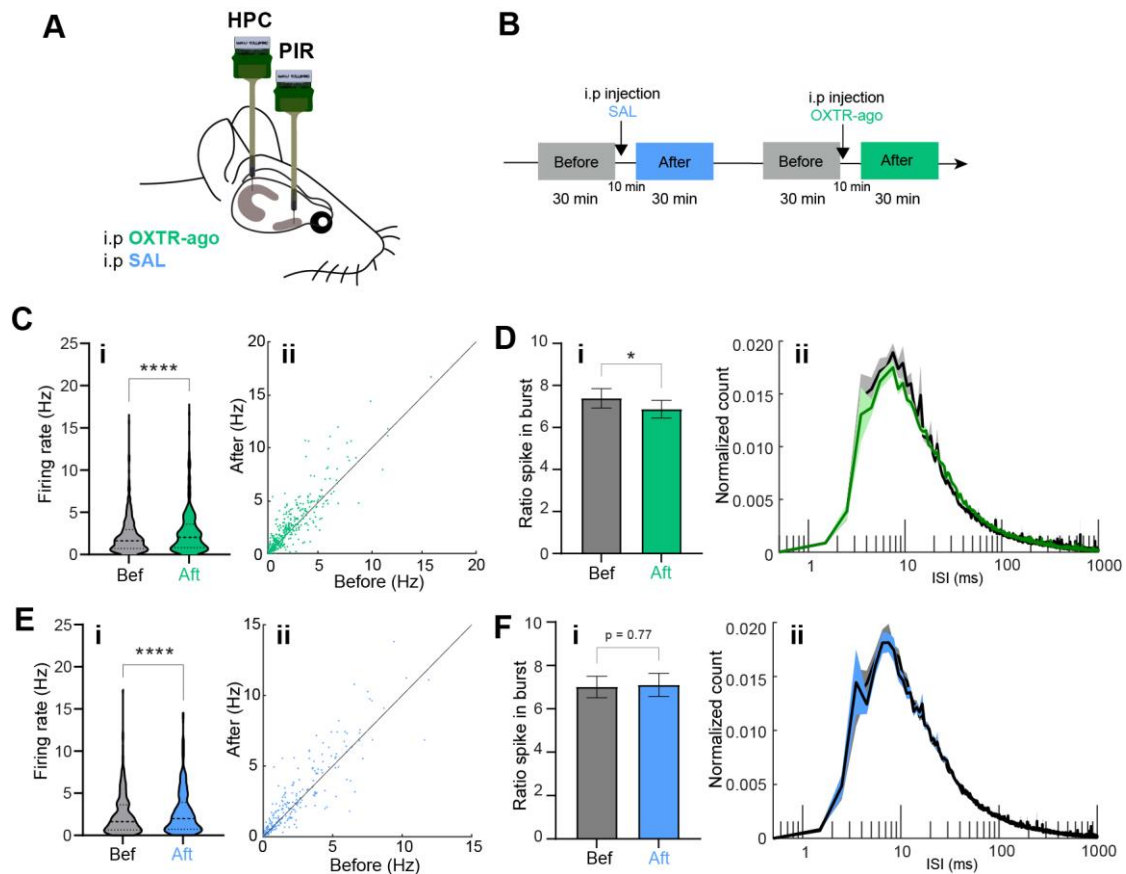 A
HPC
PIR
i.p OXTR-ago
i.p SAL
B
i.p injection
SAL
i.p injection
OXTR-ago
Before
After
Before
After
10 min
10 min
30 min
30 min
30 min
30 min
C
i
Firing rate (Hz)
25
20
15
10
5
0
****
Bef
Aft
ii
After (Hz)
20
15
10
5
0
0
5
10
15
20
Before (Hz)
D
i
Ratio spike in burst
10
8
6
4
2
0
*
Bef
Aft
ii
Normalized count
0.020
0.015
0.010
0.005
0
1
10
100
1000
ISI (ms)
E
i
Firing rate (Hz)
25
20
15
10
5
0
****
Bef
Aft
ii
After (Hz)
15
10
5
0
0
5
10
15
Before (Hz)
F
i
Ratio spike in burst
10
8
6
4
2
0
p = 0.77
Bef
Aft
ii
Normalized count
0.020
0.015
0.010
0.005
0
1
10
100
1000
ISI (ms)